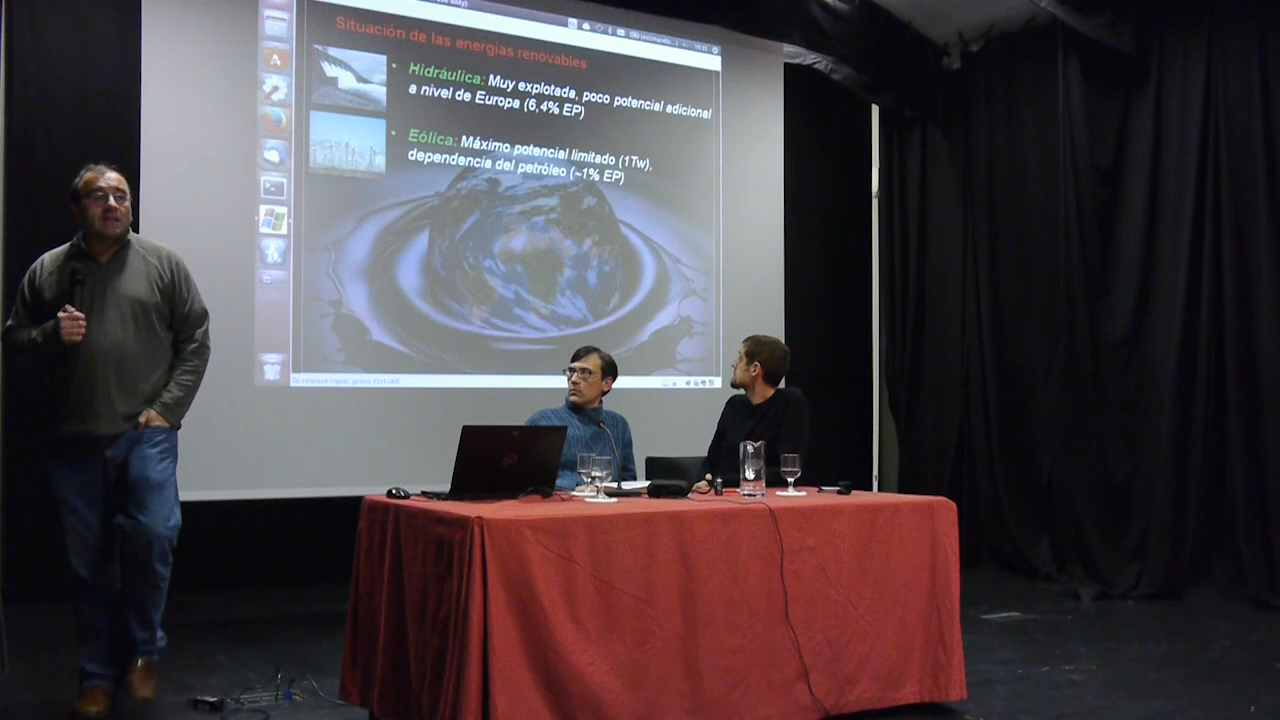 Situación de las energías renovables
• Hidráulica: Muy explotada, poco potencial adicional
a nivel de Europa (6,4% EP)
• Eólica: Máximo potencial limitado (1Tw),
dependencia del petróleo (~1% EP)